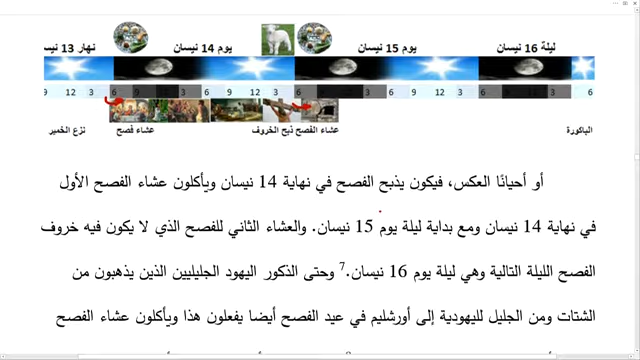 نهار 13 نيسان
يوم 14 نيسان
يوم 15 نيسان
ليلة 16 نيسان
9 12 3 6 9 12 3 6 9 12 3 6 9 12 3 6 9 12 3 6 9 12 3 6
نزع الخمير
عشاء فصح
ذبح الخروف
عشاء الفصح
الباكورة
أو أحيانًا العكس، فيكون يذبح الفصح في نهاية 14 نيسان ويأكلون عشاء الفصح الأول
في نهاية 14 نيسان ومع بداية ليلة يوم 15 نيسان. والعشاء الثاني للفصح الذي لا يكون فيه خروف
الفصح الليلة التالية وهي ليلة يوم 16 نيسان.7 وحتى الذكور اليهود الجليليين الذين يذهبون من
الشتات ومن الجليل لليهودية إلى أورشليم في عيد الفصح أيضا يفعلون هذا ويأكلون عشاء الفصح